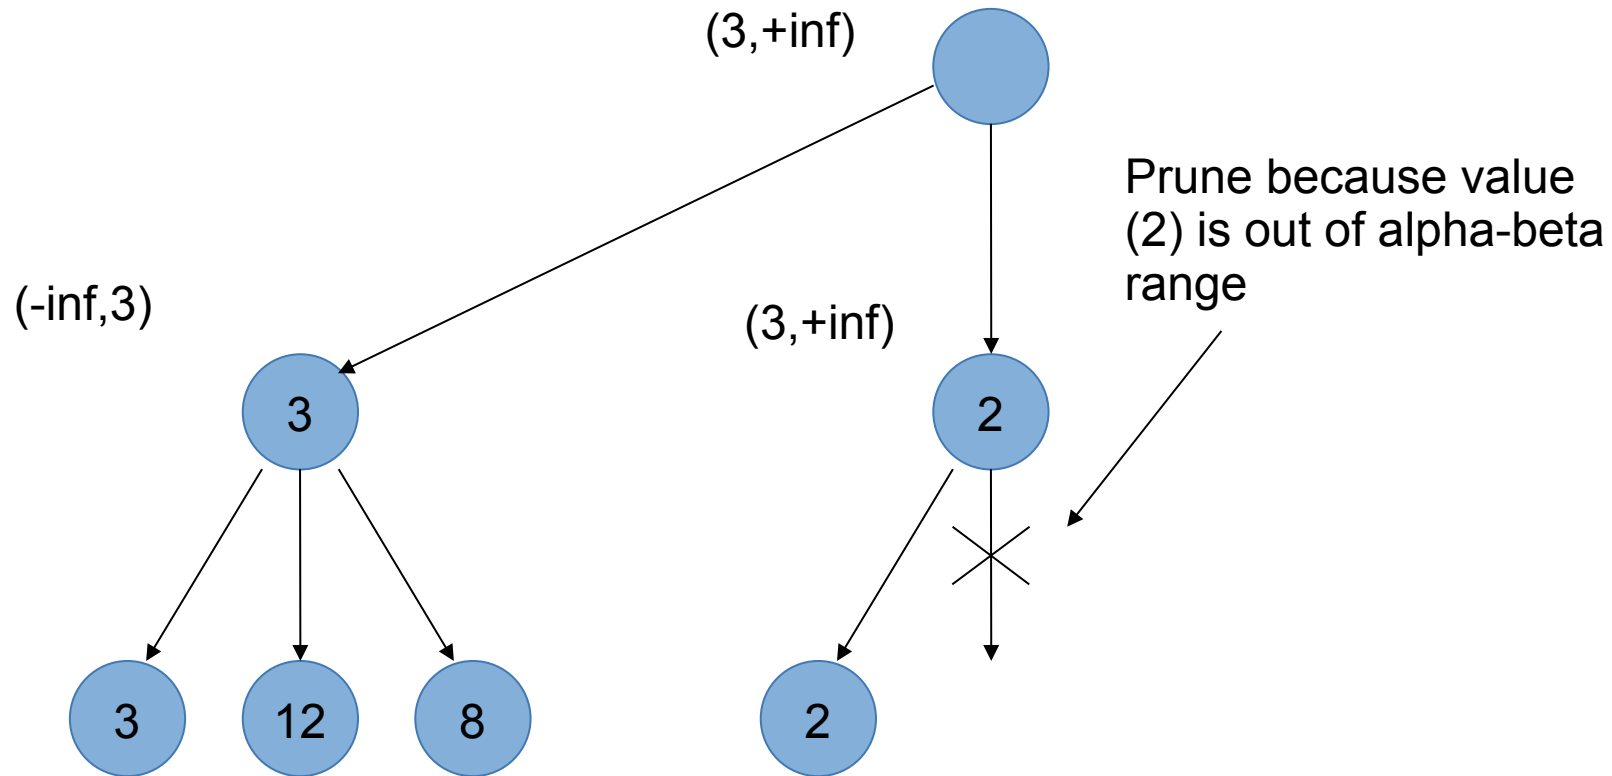 (3,+inf)
Prune because value
(2) is out of alpha-beta
range
(-inf,3)
(3,+inf)
3
2
3
12
8
2